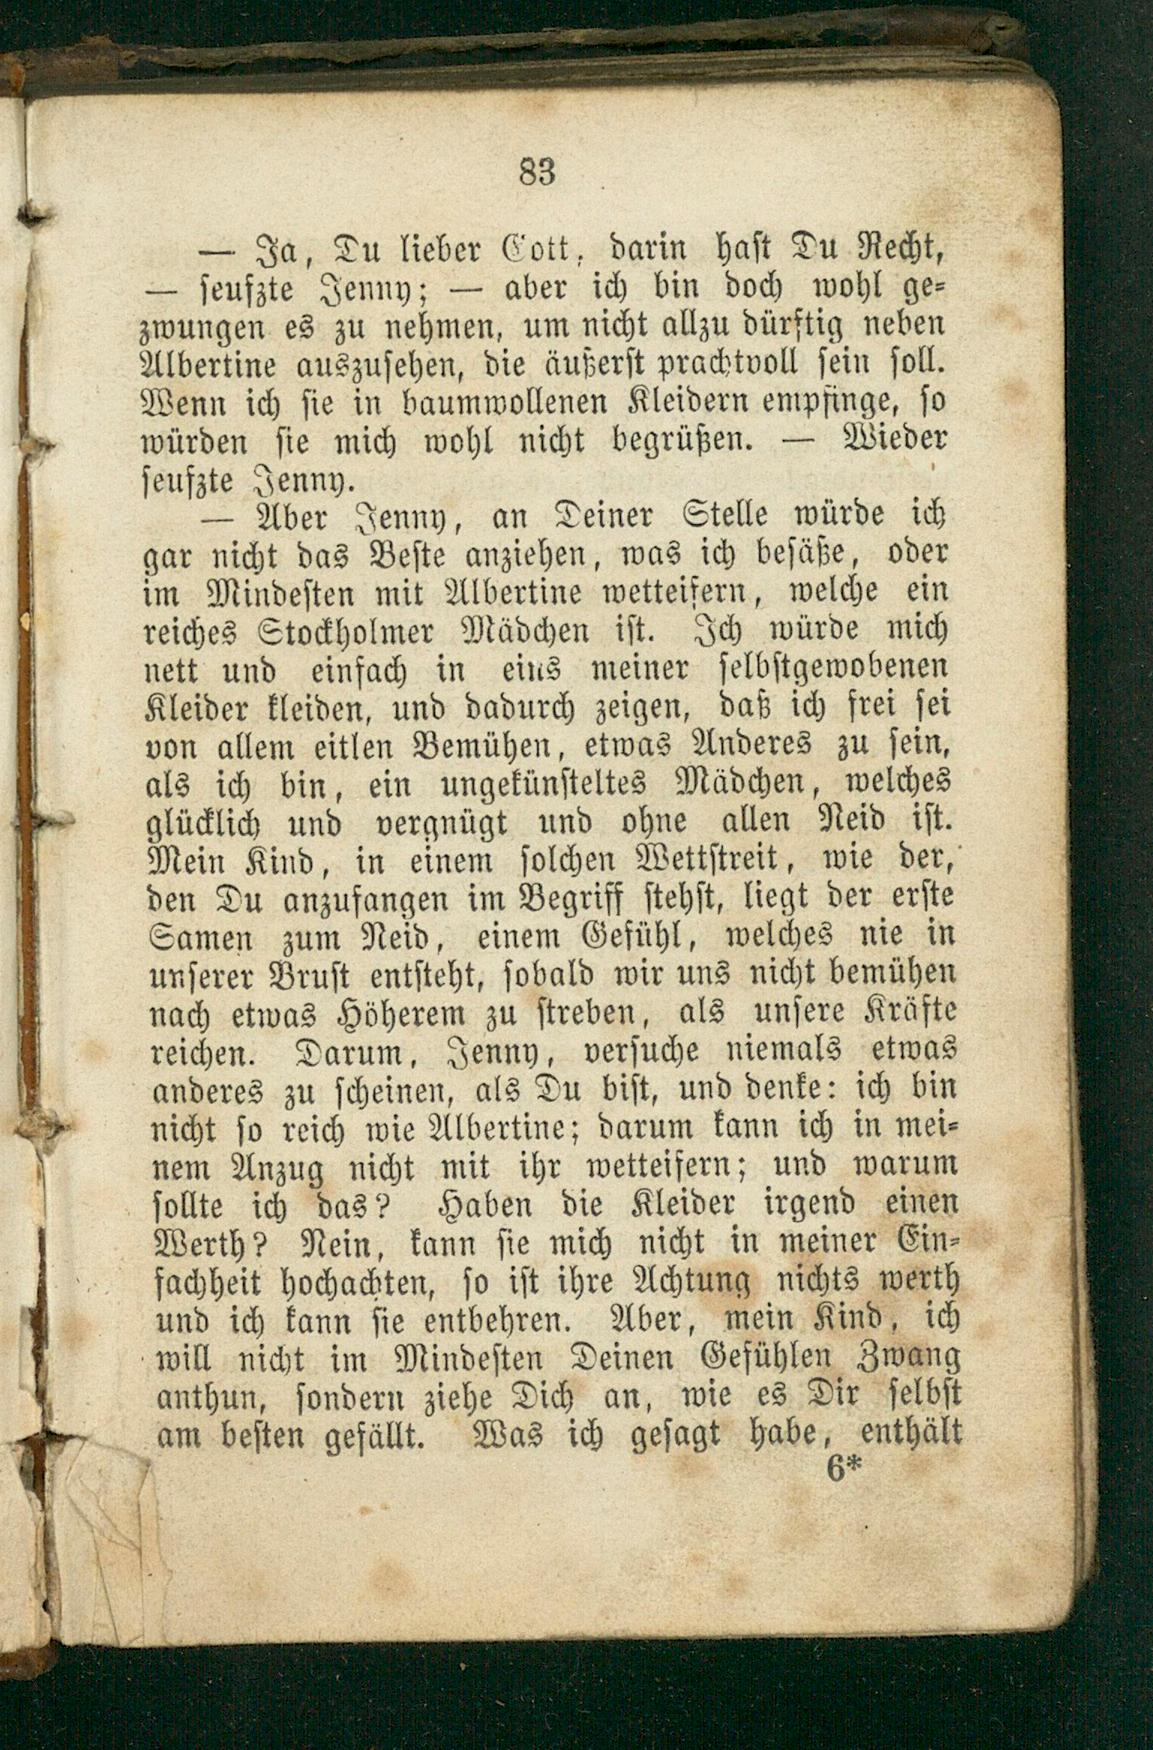 83
— Ja, Du lieber Gott, darin hast Du Recht,
— seufzte Jenny; — aber ich bin doch wohl ge-
zwungen es zu nehmen, um nicht allzu dürftig neben
Albertine auszusehen, die äußerst prachtvoll sein soll.
Wenn ich sie in baumwollenen Kleidern empfinge, so
würden sie mich wohl nicht begrüßen. — Wieder
seufzte Jenny.
— Aber Jenny, an Deiner Stelle würde ich
gar nicht das Beste anziehen, was ich besäße, oder
im Mindesten mit Albertine wetteifern, welche ein
reiches Stockholmer Mädchen ist. Ich würde mich
nett und einfach in eins meiner selbstgewobenen
Kleider kleiden, und dadurch zeigen, daß ich frei sei
von allem eitlen Bemühen, etwas Anderes zu sein,
als ich bin, ein ungekünsteltes Mädchen, welches
glücklich und vergnügt und ohne allen Neid ist.
Mein Kind, in einem solchen Wettstreit, wie der,
den Du anzufangen im Begriff stehst, liegt der erste
Samen zum Neid, einem Gefühl, welches nie in
unserer Brust entsteht, sobald wir uns nicht bemühen
nach etwas Höherem zu streben, als unsere Kräfte
reichen. Darum, Jenny, versuche niemals etwas
anderes zu scheinen, als Du bist, und denke: ich bin
nicht so reich wie Albertine; darum kann ich in mei-
nem Anzug nicht mit ihr wetteifern; und warum
sollte ich das? Haben die Kleider irgend einen
Werth? Nein, kann sie mich nicht in meiner Ein-
fachheit hochachten, so ist ihre Achtung nichts werth
und ich kann sie entbehren. Aber, mein Kind, ich
will nicht im Mindesten Deinen Gefühlen Zwang
anthun, sondern ziehe Dich an, wie es Dir selbst
am besten gefällt. Was ich gesagt habe, enthält
6*